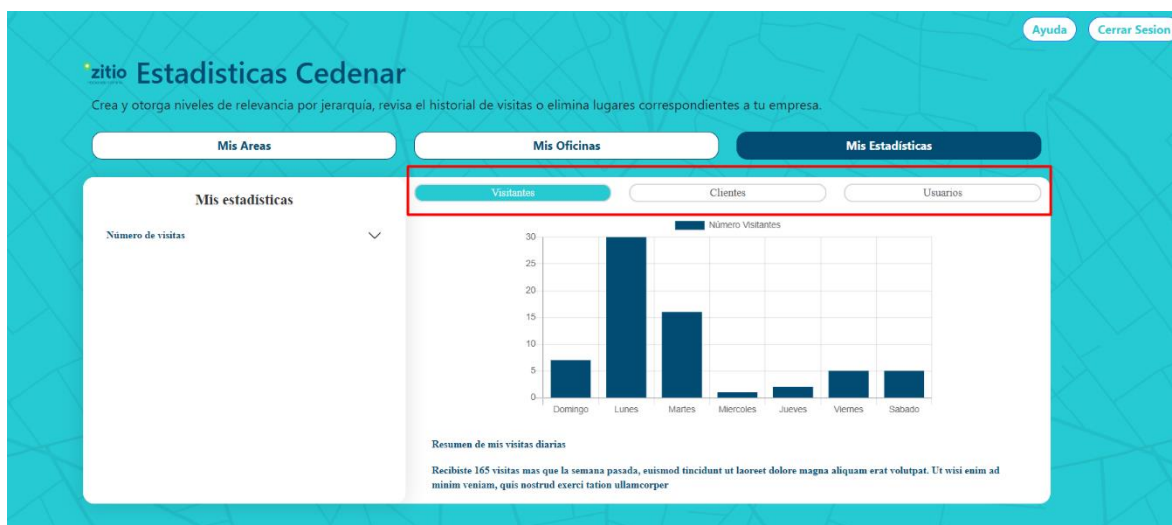 Ayuda
Cerrar Sesion
zitio Estadisticas Cedenar
Crea y otorga niveles de relevancia por jerarquía, revisa el historial de visitas o elimina lugares correspondientes a tu empresa.
Mis Areas
Mis Oficinas
Mis Estadísticas
Mis estadísticas
Número de visitas
Visitantes
Clientes
Usuarios
Número Visitantes
30
25
20
15
10
5
0
Domingo
Lunes
Martes
Miercoles
Jueves
Viernes
Sabado
Resumen de mis visitas diarias
Recibiste 165 visitas mas que la semana pasada, euismod tincidunt ut laoreet dolore magna aliquam erat volutpat. Ut wisi enim ad
minim veniam, quis nostrud exerci tation ullamcorper